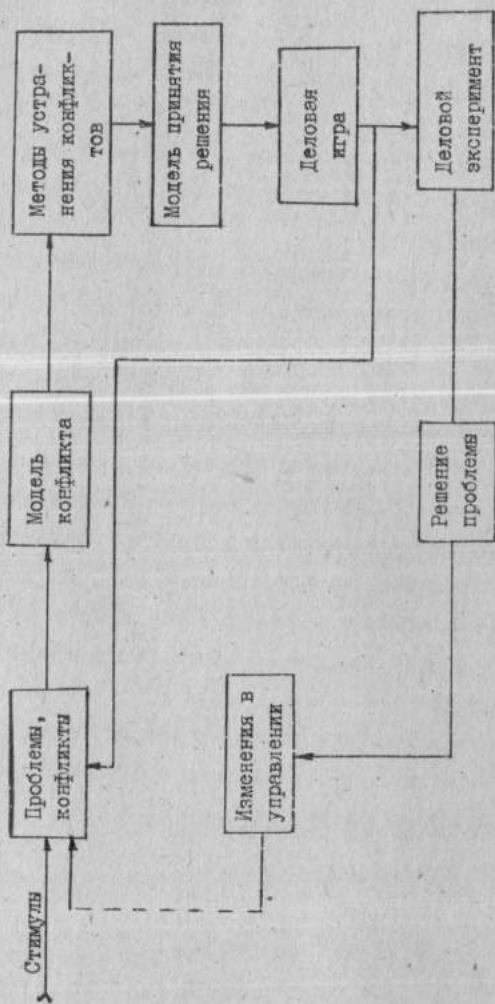 Стимулы
Проблемы,
конфликты
Модель
конфликта
Методы устра-
нения конфлик-
тов
Модель принятия
решения
Деловая
игра
Деловой
эксперимент
Решение
проблемы
Изменения в
управлении